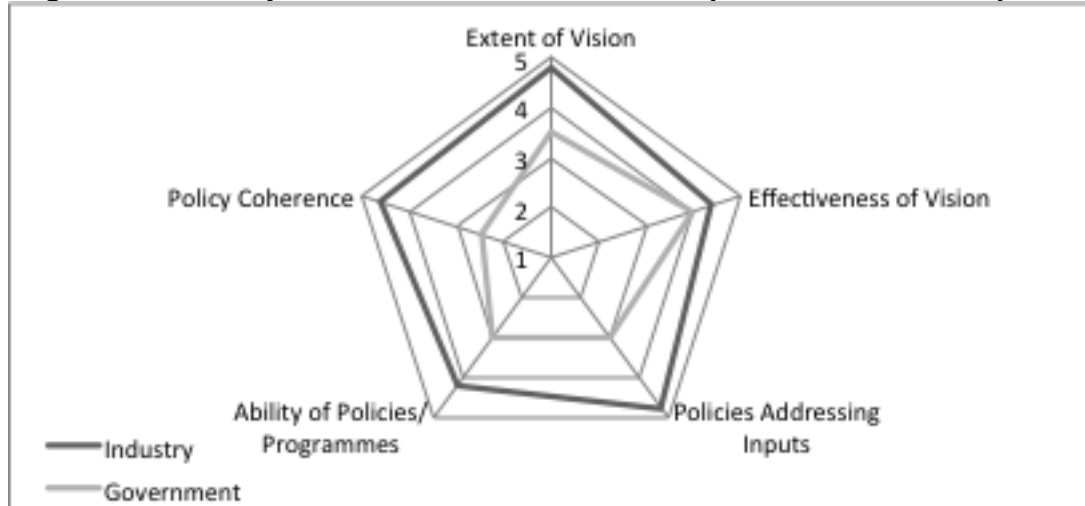 Extent of Vision
5
4
3
2
1
Policy Coherence
Effectiveness of Vision
Ability of Policies/
Programmes
Policies Addressing
Inputs
Industry
Government